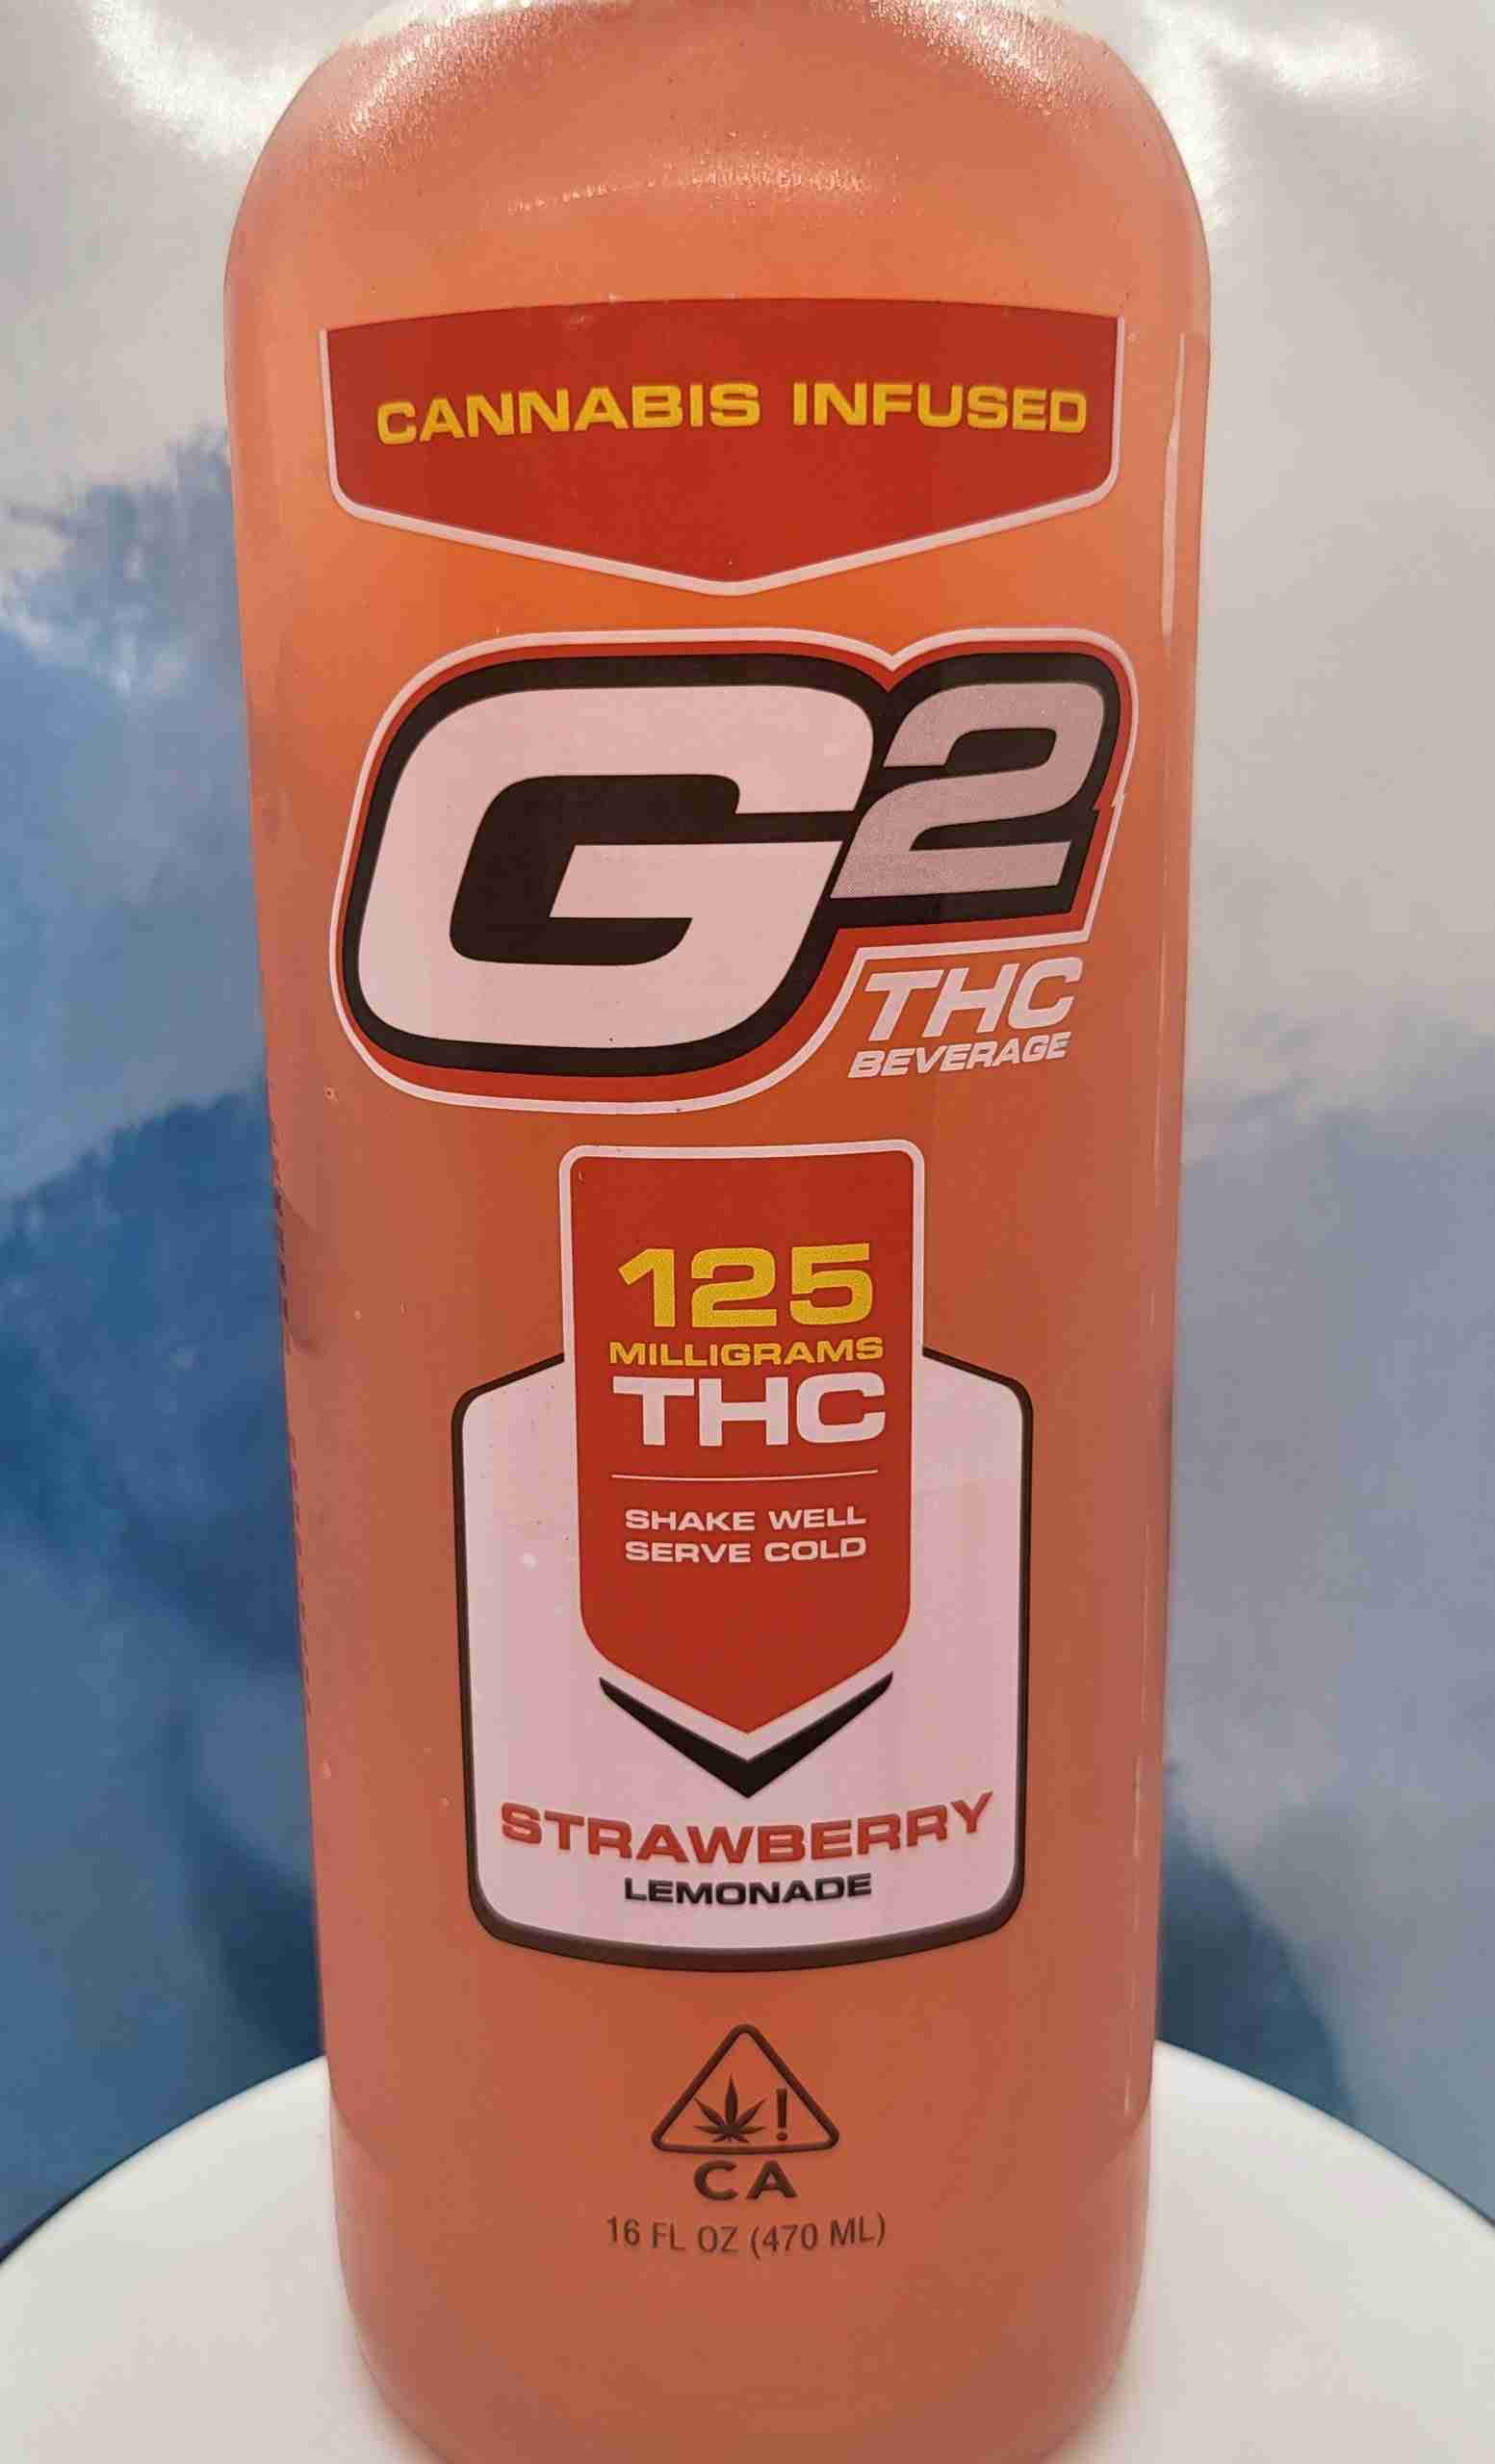 CANNABIS INFUSED
G2
THC
BEVERAGE
125
MILLIGRAMS
THC
SHAKE WELL
SERVE COLD
STRAWBERRY
LEMONADE
!
CA
16 FL OZ (470 ML)